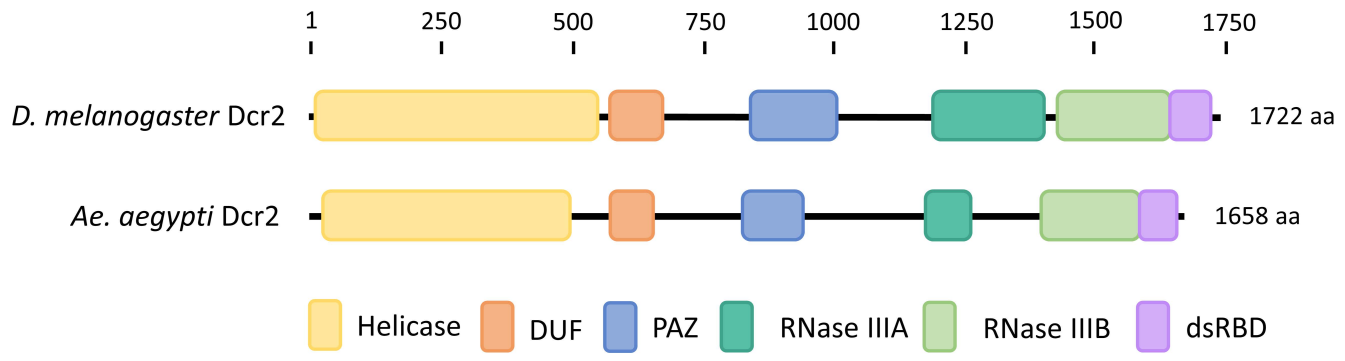 1 250 500 750 1000 1250 1500 1750
D. melanogaster Dcr2 1722 aa
Ae. aegypti Dcr2 1658 aa
Helicase DUF PAZ RNase IIIA RNase IIIB dsRBD